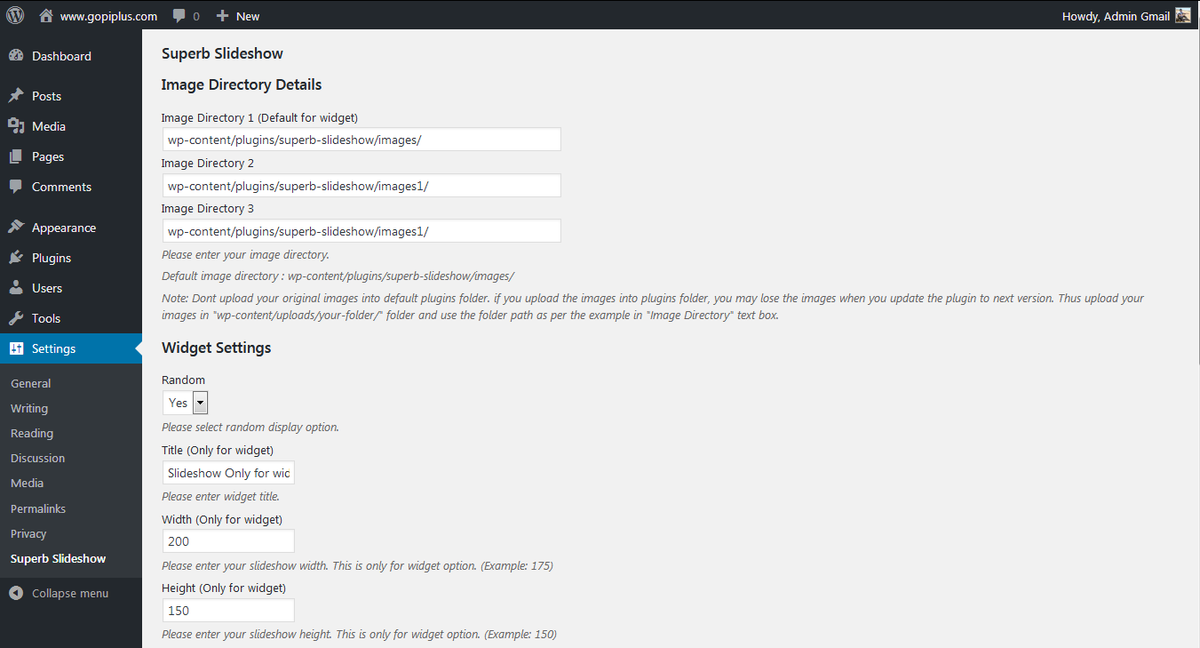 www.gopiplus.com 0 New Howdy, Admin Gmail
Dashboard
Posts
Media
Pages
Comments
Appearance
Plugins
Users
Tools
Settings
General
Writing
Reading
Discussion
Media
Permalinks
Privacy
Superb Slideshow
Collapse menu
Superb Slideshow
Image Directory Details
Image Directory 1 (Default for widget)
wp-content/plugins/superb-slideshow/images/
Image Directory 2
wp-content/plugins/superb-slideshow/images1/
Image Directory 3
wp-content/plugins/superb-slideshow/images1/
Please enter your image directory.
Default image directory : wp-content/plugins/superb-slideshow/images/
Note: Dont upload your original images into default plugins folder. if you upload the images into plugins folder, you may lose the images when you update the plugin to next version. Thus upload your
images in "wp-content/uploads/your-folder/" folder and use the folder path as per the example in "Image Directory" text box.
Widget Settings
Random
Yes
Please select random display option.
Title (Only for widget)
Slideshow Only for wic
Please enter widget title.
Width (Only for widget)
200
Please enter your slideshow width. This is only for widget option. (Example: 175)
Height (Only for widget)
150
Please enter your slideshow height. This is only for widget option. (Example: 150)